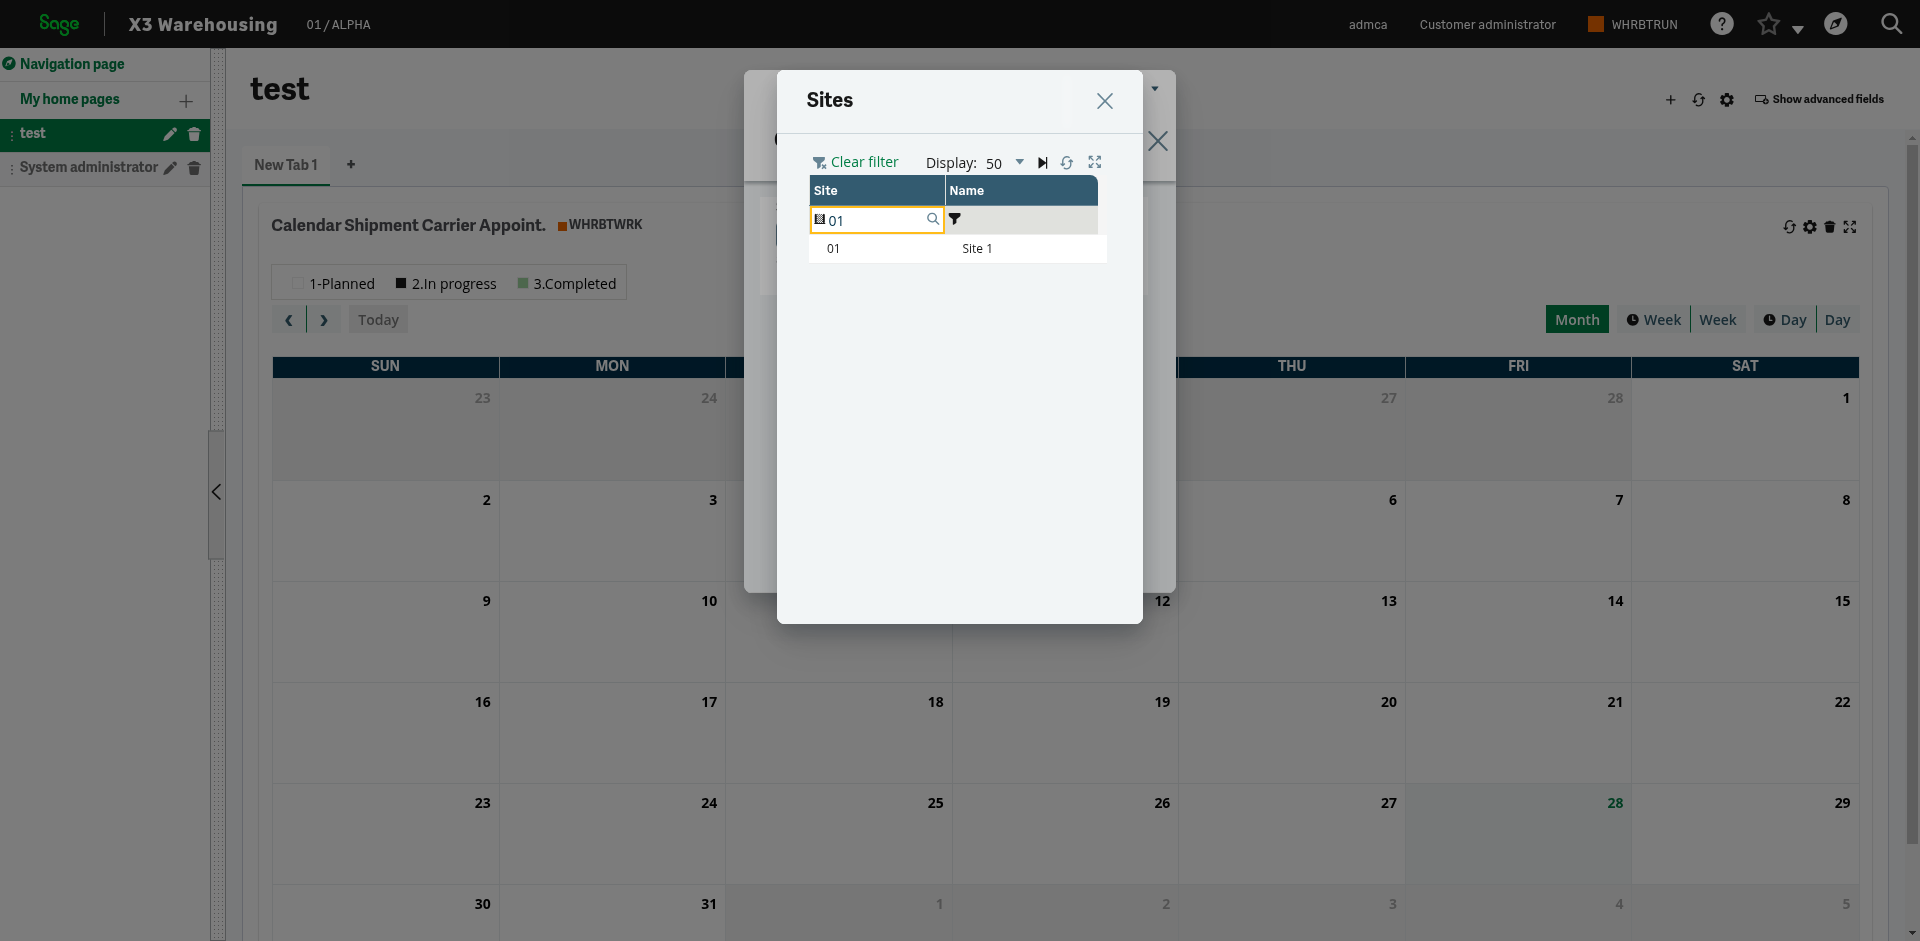 Sage X3 Warehousing 01 / ALPHA admca Customer administrator WHRBTRUN
Navigation page
My home pages
test
System administrator
test
Show advanced fields
New Tab 1
Calendar Shipment Carrier Appoint. WHRBTWRK
1-Planned 2.In progress 3.Completed
Today
Month Week Week Day Day
SUN MON THU FRI SAT
23 24 27 28 1
2 3 6 7 8
9 10 12 13 14 15
16 17 18 19 20 21 22
23 24 25 26 27 28 29
30 31 1 2 3 4 5
Sites
Clear filter Display: 50
Site Name
01
01 Site 1